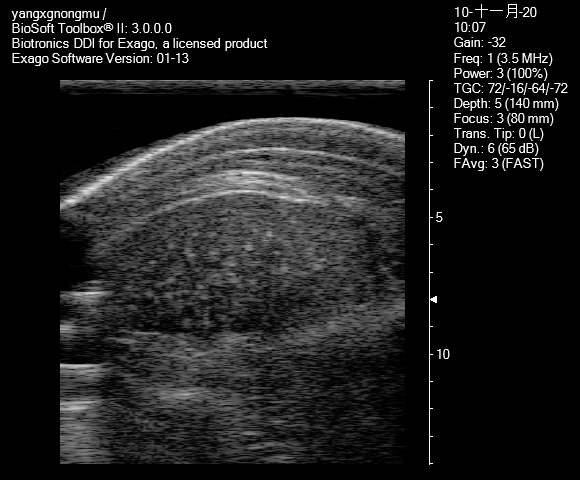 yangxgnongmu /
BioSoft Toolbox® II: 3.0.0.0
Biotronics DDI for Exago, a licensed product
Exago Software Version: 01-13
10-十一月-20
10:07
Gain: -32
Freq: 1 (3.5 MHz)
Power: 3 (100%)
TGC: 72/-16/-64/-72
Depth: 5 (140 mm)
Focus: 3 (80 mm)
Trans. Tip: 0 (L)
Dyn.: 6 (65 dB)
FAvg: 3 (FAST)
5
10